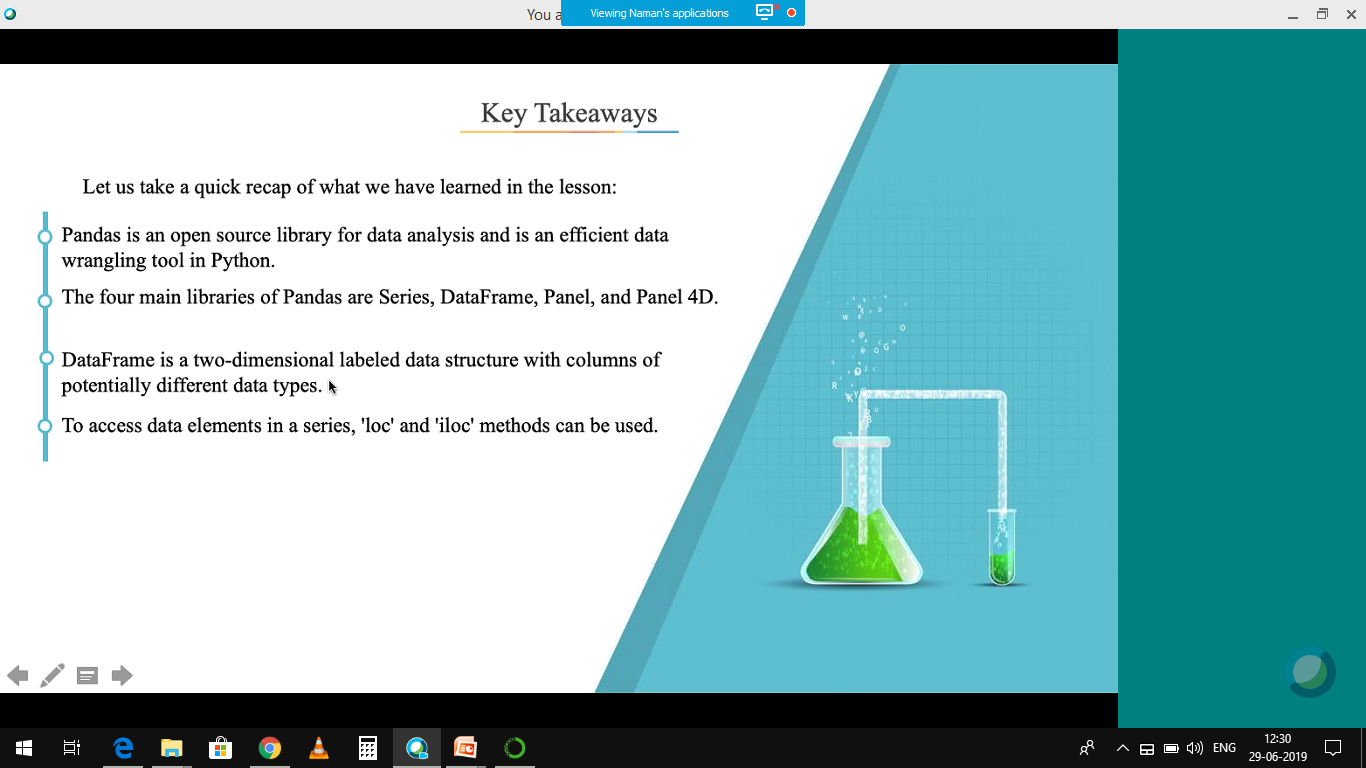 You a
Viewing Naman's applications
Key Takeaways
Let us take a quick recap of what we have learned in the lesson:
Pandas is an open source library for data analysis and is an efficient data
wrangling tool in Python.
The four main libraries of Pandas are Series, DataFrame, Panel, and Panel 4D.
DataFrame is a two-dimensional labeled data structure with columns of
potentially different data types.
To access data elements in a series, 'loc' and 'iloc' methods can be used.
ENG
12:30
29-06-2019